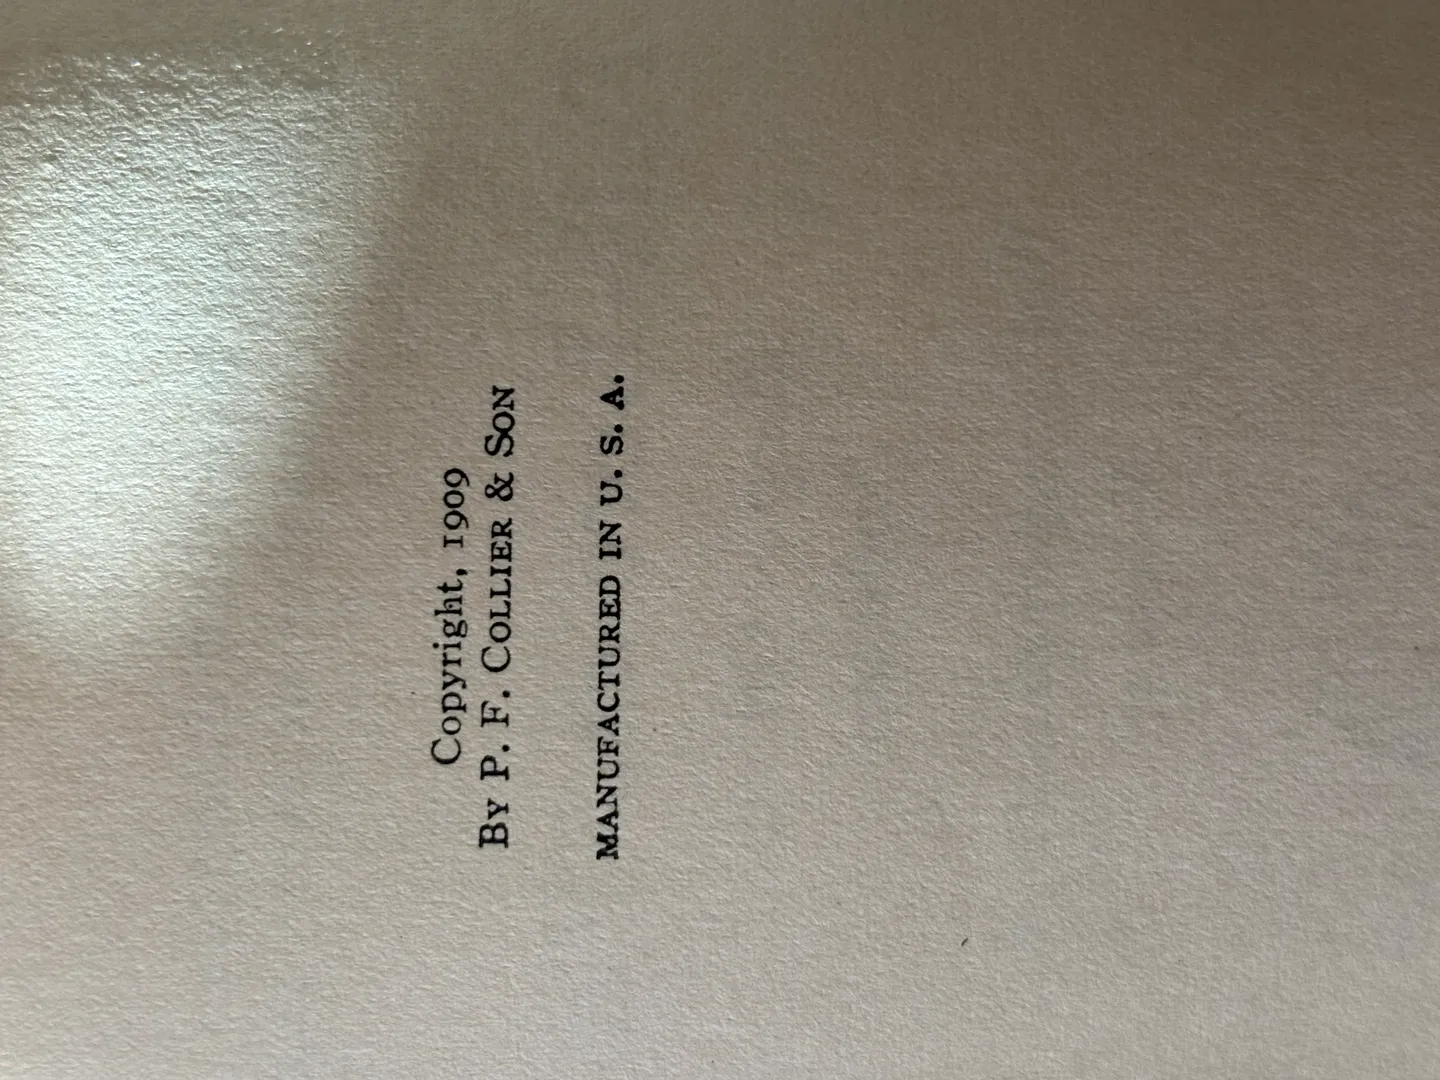 Copyright, 1909
By P. F. Collier & Son
MANUFACTURED IN U. S. A.